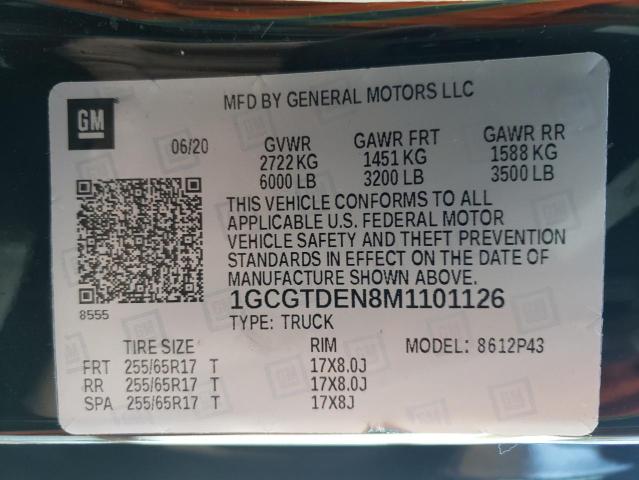 GM
MFD BY GENERAL MOTORS LLC
06/20 GVWR GAWR FRT GAWR RR
2722 KG 1451 KG 1588 KG
6000 LB 3200 LB 3500 LB
THIS VEHICLE CONFORMS TO ALL
APPLICABLE U.S. FEDERAL MOTOR
VEHICLE SAFETY AND THEFT PREVENTION
STANDARDS IN EFFECT ON THE DATE OF
MANUFACTURE SHOWN ABOVE.
8555
1GCGTDEN8M1101126
TYPE: TRUCK
TIRE SIZE RIM MODEL: 8612P43
FRT 255/65R17 T 17X8.0J
RR 255/65R17 T 17X8.0J
SPA 255/65R17 T 17X8J